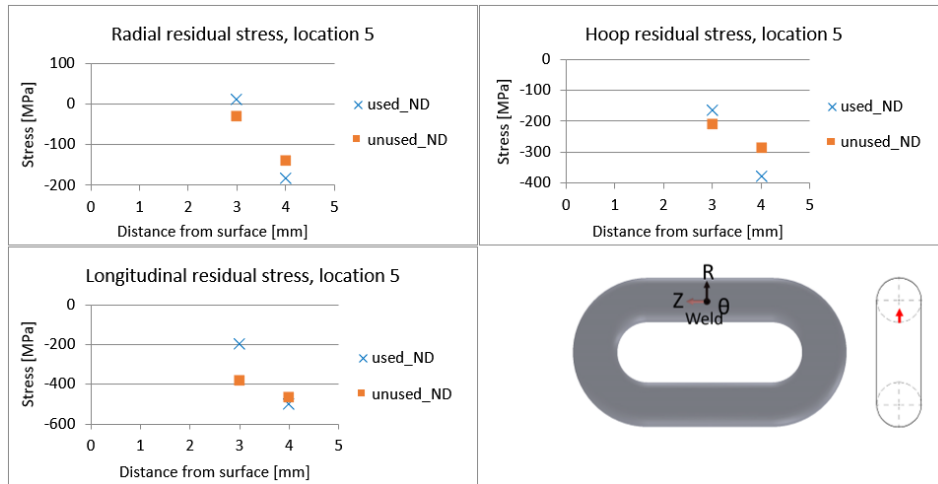 Radial residual stress, location 5
Stress [MPa]
100
0
-100
-200
0 1 2 3 4 5
Distance from surface [mm]
used_ND
unused_ND
Hoop residual stress, location 5
Stress [MPa]
0
-100
-200
-300
-400
0 1 2 3 4 5
Distance from surface [mm]
used_ND
unused_ND
Longitudinal residual stress, location 5
Stress [MPa]
0
-200
-400
-600
0 1 2 3 4 5
Distance from surface [mm]
used_ND
unused_ND
R
Z θ
Weld